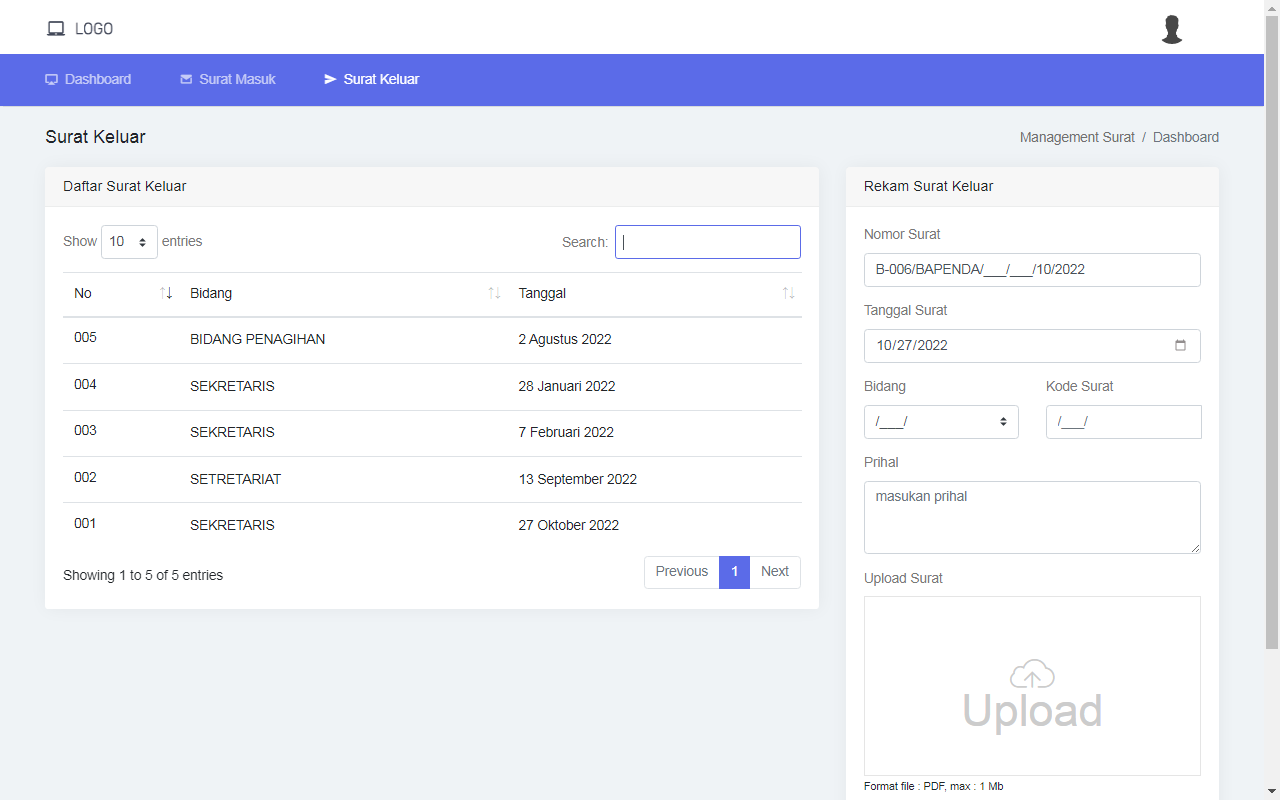 LOGO
Dashboard Surat Masuk Surat Keluar
Surat Keluar
Management Surat / Dashboard
Daftar Surat Keluar
Show 10 entries
Search:
No Bidang Tanggal
005 BIDANG PENAGIHAN 2 Agustus 2022
004 SEKRETARIS 28 Januari 2022
003 SEKRETARIS 7 Februari 2022
002 SETRETARIAT 13 September 2022
001 SEKRETARIS 27 Oktober 2022
Showing 1 to 5 of 5 entries
Previous 1 Next
Rekam Surat Keluar
Nomor Surat
B-006/BAPENDA/___/___/10/2022
Tanggal Surat
10/27/2022
Bidang Kode Surat
/___/ /___/
Prihal
masukan prihal
Upload Surat
Upload
Format file : PDF, max : 1 Mb